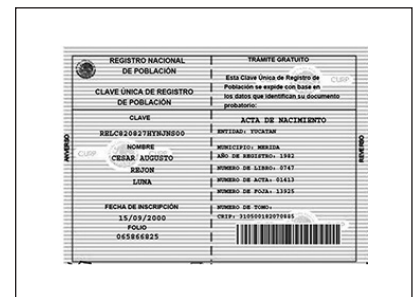 REGISTRO NACIONAL
DE POBLACIÓN
CLAVE ÚNICA DE REGISTRO
DE POBLACIÓN
CLAVE
RELC820827HYNJNS00
NOMBRE
CESAR AUGUSTO
REJON
LUNA
FECHA DE INSCRIPCIÓN
15/09/2000
FOLIO
065866825
ANVERSO
TRÁMITE GRATUITO
Esta Clave Única de Registro de
Población se expide con base en
los datos que identifican su documento
probatorio:
ACTA DE NACIMIENTO
ENTIDAD: YUCATAN
MUNICIPIO: MERIDA
AÑO DE REGISTRO: 1982
NUMERO DE LIBRO: 0747
NUMERO DE ACTA: 01613
NUMERO DE FOJA: 13925
NUMERO DE TOMO:
CRIP: 310500182070685
REVERSO
CURP
CURP